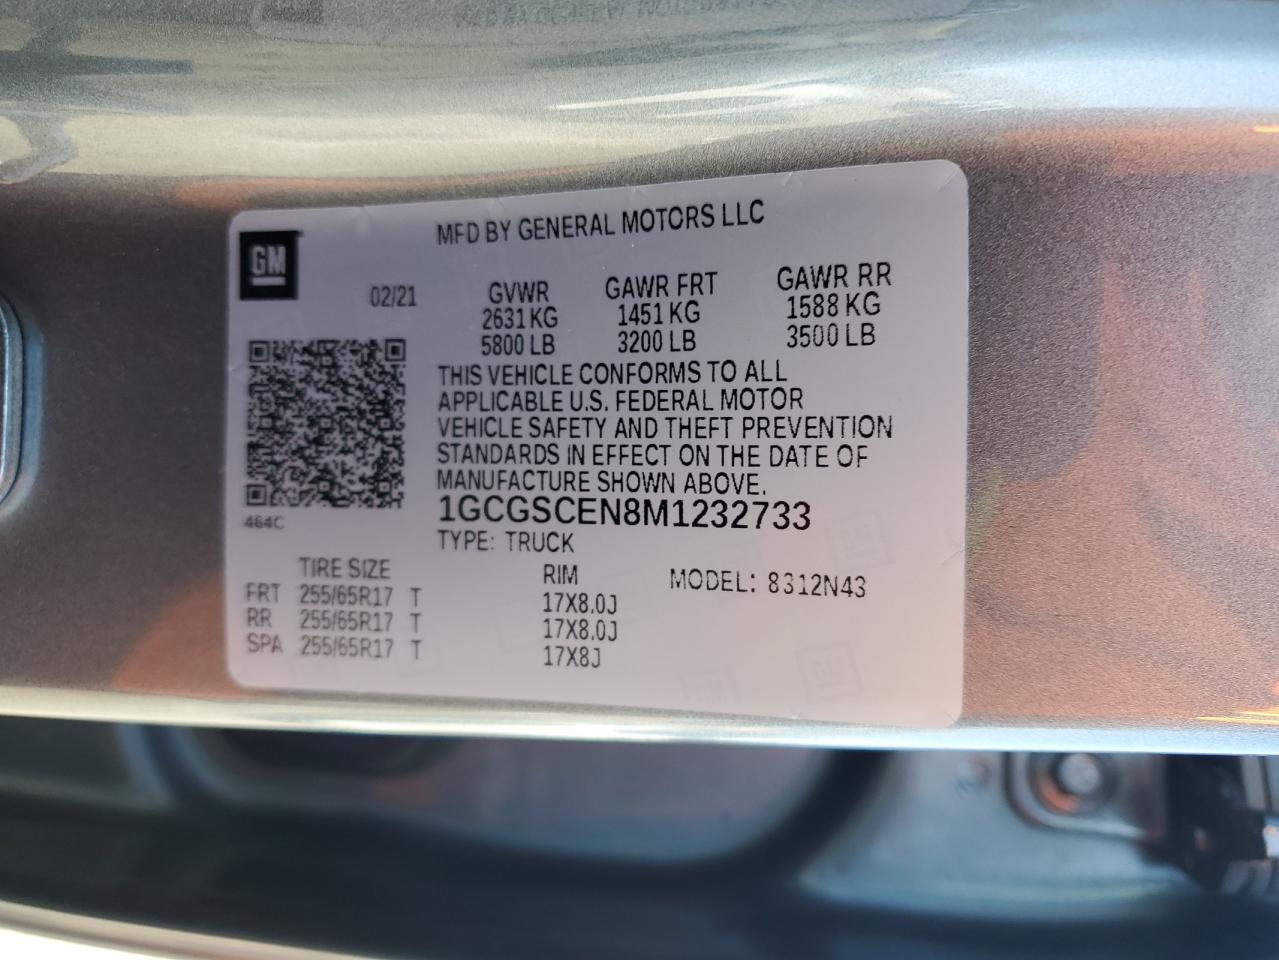 MFD BY GENERAL MOTORS LLC
GM
02/21 GVWR GAWR FRT GAWR RR
2631 KG 1451 KG 1588 KG
5800 LB 3200 LB 3500 LB
THIS VEHICLE CONFORMS TO ALL
APPLICABLE U.S. FEDERAL MOTOR
VEHICLE SAFETY AND THEFT PREVENTION
STANDARDS IN EFFECT ON THE DATE OF
MANUFACTURE SHOWN ABOVE.
464C
1GCGSCEN8M1232733
TYPE: TRUCK
TIRE SIZE RIM MODEL: 8312N43
FRT 255/65R17 T 17X8.0J
RR 255/65R17 T 17X8.0J
SPA 255/65R17 T 17X8J